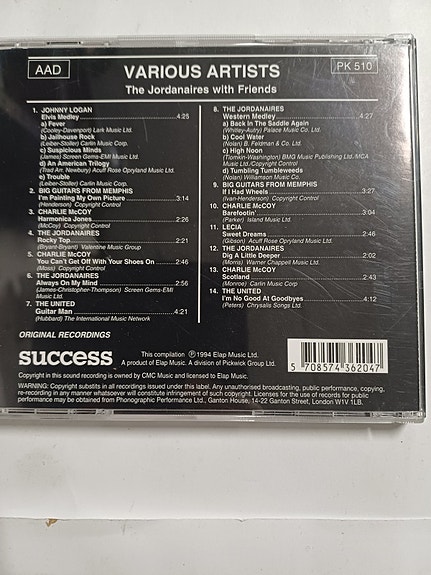 AAD
VARIOUS ARTISTS
PK 510
The Jordanaires with Friends
1. JOHNNY LOGAN
Elvis Medley 4:25
a) Fever
(Cooley-Davenport) Lark Music Ltd.
b) Jailhouse Rock
(Leiber-Stoller) Carlin Music Corp.
c) Suspicious Minds
(James) Screen Gems-EMI Music Ltd.
d) An American Trilogy
(Trad Arr. Newbury) Acuff Rose Opryland Music Ltd.
e) Trouble
(Leiber-Stoller) Carlin Music Corp.
2. BIG GUITARS FROM MEMPHIS
I'm Painting My Own Picture 3:14
(Henderson) Copyright Control
3. CHARLIE McCOY
Harmonica Jones 2:26
(McCoy) Copyright Control
4. THE JORDANAIRES
Rocky Top 2:21
(Bryant-Bryant) Valentine Music Group
5. CHARLIE McCOY
You Can't Get Off With Your Shoes On 2:46
(Moss) Copyright Control
6. THE JORDANAIRES
Always On My Mind 2:56
(James-Christopher-Thompson) Screen Gems-EMI
Music Ltd.
7. THE UNITED
Guitar Man 4:21
(Hubbard) The International Music Network
8. THE JORDANAIRES
Western Medley 4:27
a) Back In The Saddle Again
(Whitley-Autry) Palace Music Co. Ltd.
b) Cool Water
(Nolan) B. Feldman & Co. Ltd.
c) High Noon
(Tiomkin-Washington) BMG Music Publishing Ltd./MCA
Music Ltd./Copyright Control
d) Tumbling Tumbleweeds
(Nolan) Williamson Music Co.
9. BIG GUITARS FROM MEMPHIS
If I Had Wheels 3:27
(Ivan-Henderson) Copyright Control
10. CHARLIE McCOY
Barefootin' 3:04
(Parker) Island Music Ltd.
11. LECIA
Sweet Dreams 2:46
(Gibson) Acuff Rose Opryland Music Ltd.
12. THE JORDANAIRES
Dig A Little Deeper 2:02
(Morris) Warner Chappell Music Ltd.
13. CHARLIE McCOY
Scotland 2:43
(Monroe) Carlin Music Corp
14. THE UNITED
I'm No Good At Goodbyes 4:12
(Peters) Chrysalis Songs Ltd.
ORIGINAL RECORDINGS
success
This compilation ℗ 1994 Elap Music Ltd.
A product of Elap Music. A division of Pickwick Group Ltd.
5 708574 362047
Copyright in this sound recording is owned by CMC Music and licensed to Elap Music.
WARNING: Copyright subsits in all recordings issued under this label. Any unauthorised broadcasting, public performance, copying,
re-recording in any manner whatsoever will constitute infringement of such copyright. Licenses for the use of records for public
performance may be obtained from Phonographic Performance Ltd., Ganton House, 14-22 Ganton Street, London W1V 1LB.